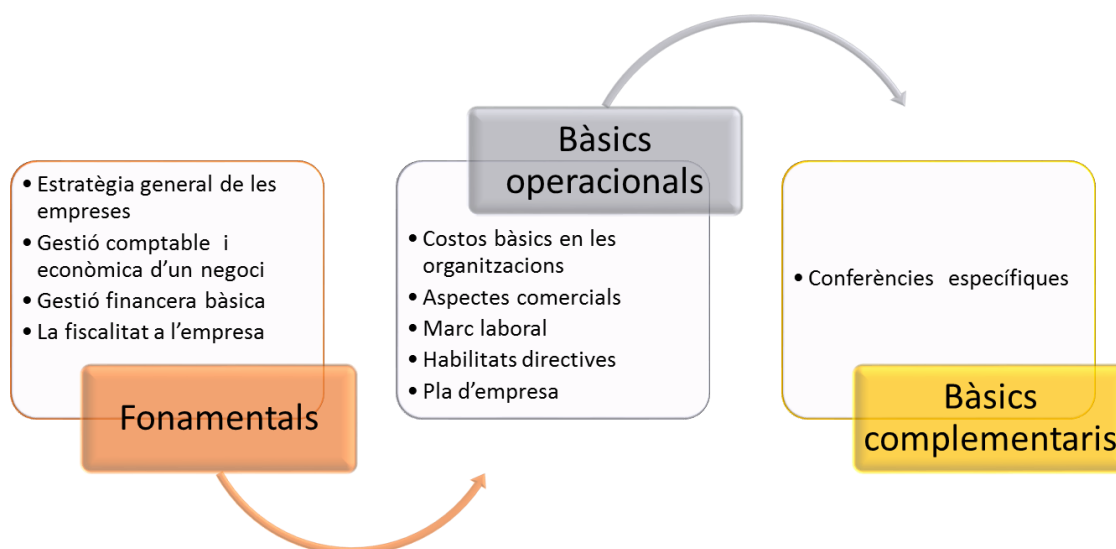 • Estratègia general de les
empreses
• Gestió comptable i
econòmica d’un negoci
• Gestió financera bàsica
• La fiscalitat a l’empresa
Fonamentals
Bàsics
operacionals
• Costos bàsics en les
organitzacions
• Aspectes comercials
• Marc laboral
• Habilitats directives
• Pla d’empresa
• Conferències específiques
Bàsics
complementaris